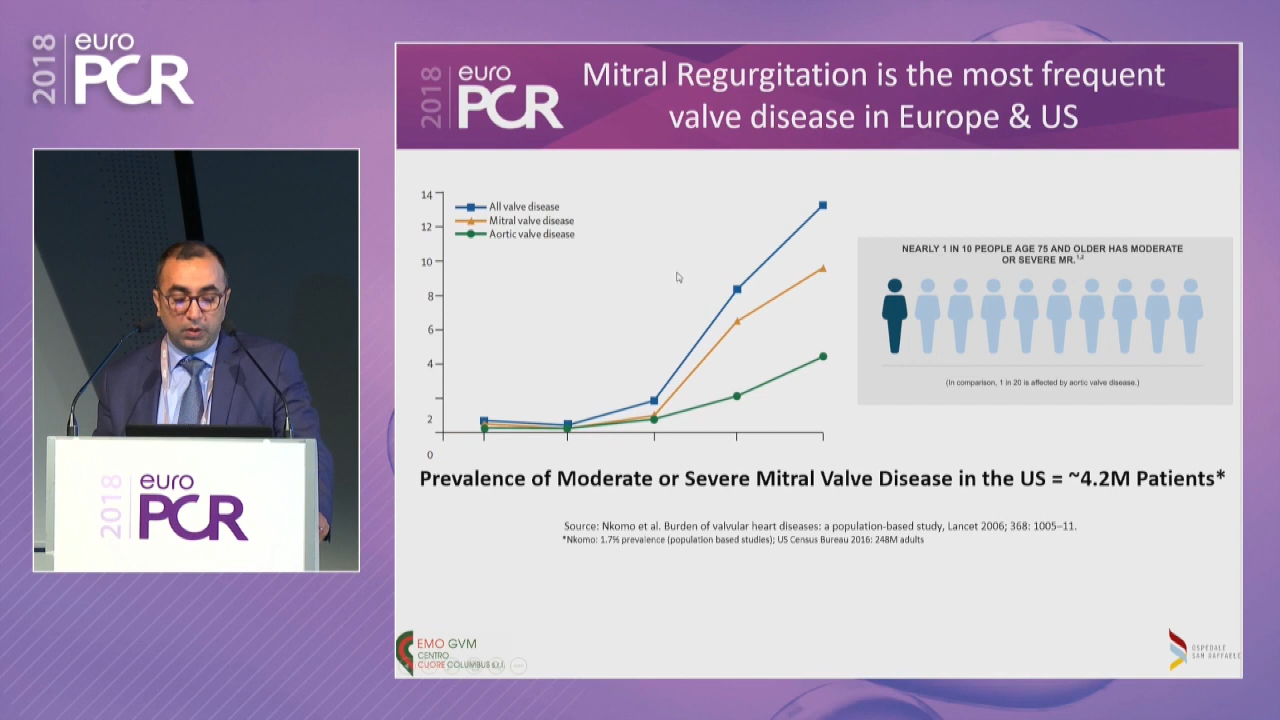 2018 euro PCR
2018 euro PCR
Mitral Regurgitation is the most frequent
valve disease in Europe & US
14
12
10
8
6
4
2
0
All valve disease
Mitral valve disease
Aortic valve disease
NEARLY 1 IN 10 PEOPLE AGE 75 AND OLDER HAS MODERATE
OR SEVERE MR.1,2
(In comparison, 1 in 20 is affected by aortic valve disease.)
Prevalence of Moderate or Severe Mitral Valve Disease in the US = ~4.2M Patients*
Source: Nkomo et al. Burden of valvular heart diseases: a population-based study, Lancet 2006; 368: 1005–11.
*Nkomo: 1.7% prevalence (population based studies); US Census Bureau 2016: 248M adults
2018 euro PCR
EMO GVM
CENTRO
CUORE COLUMBUS s.r.l.
OSPEDALE
SAN RAFFAELE